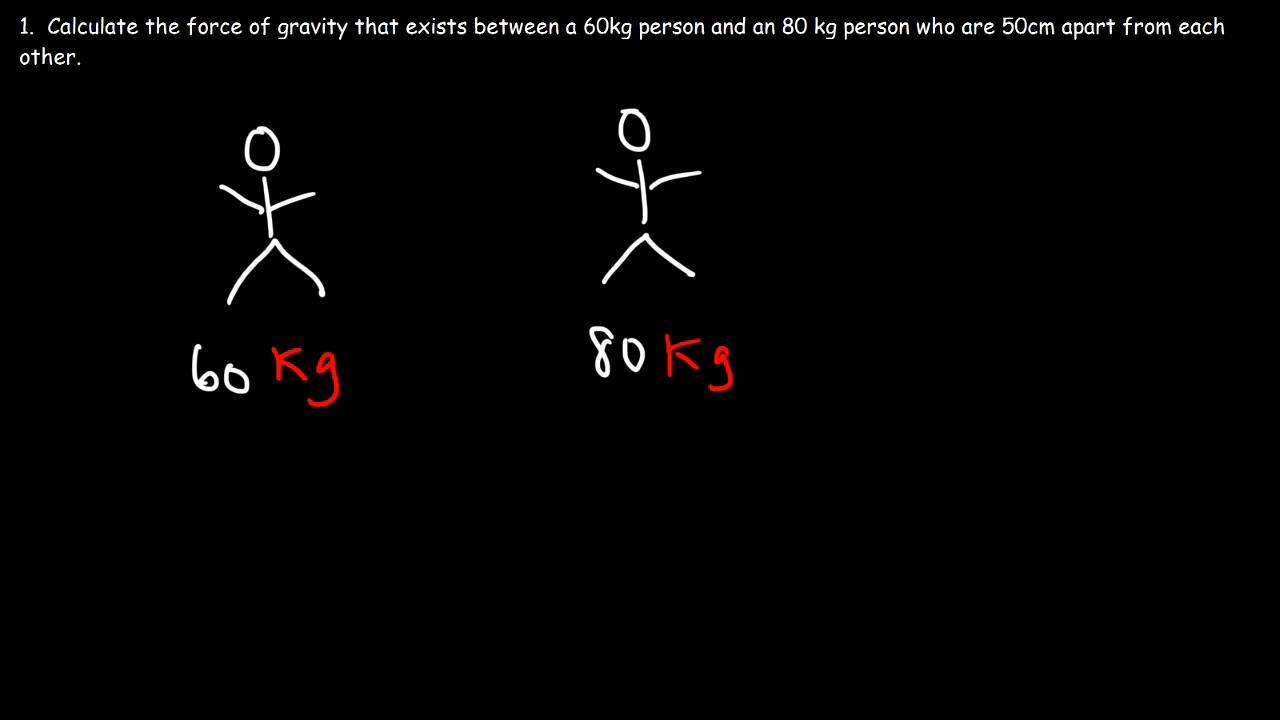 1. Calculate the force of gravity that exists between a 60kg person and an 80 kg person who are 50cm apart from each
other.
60 Kg
80 Kg